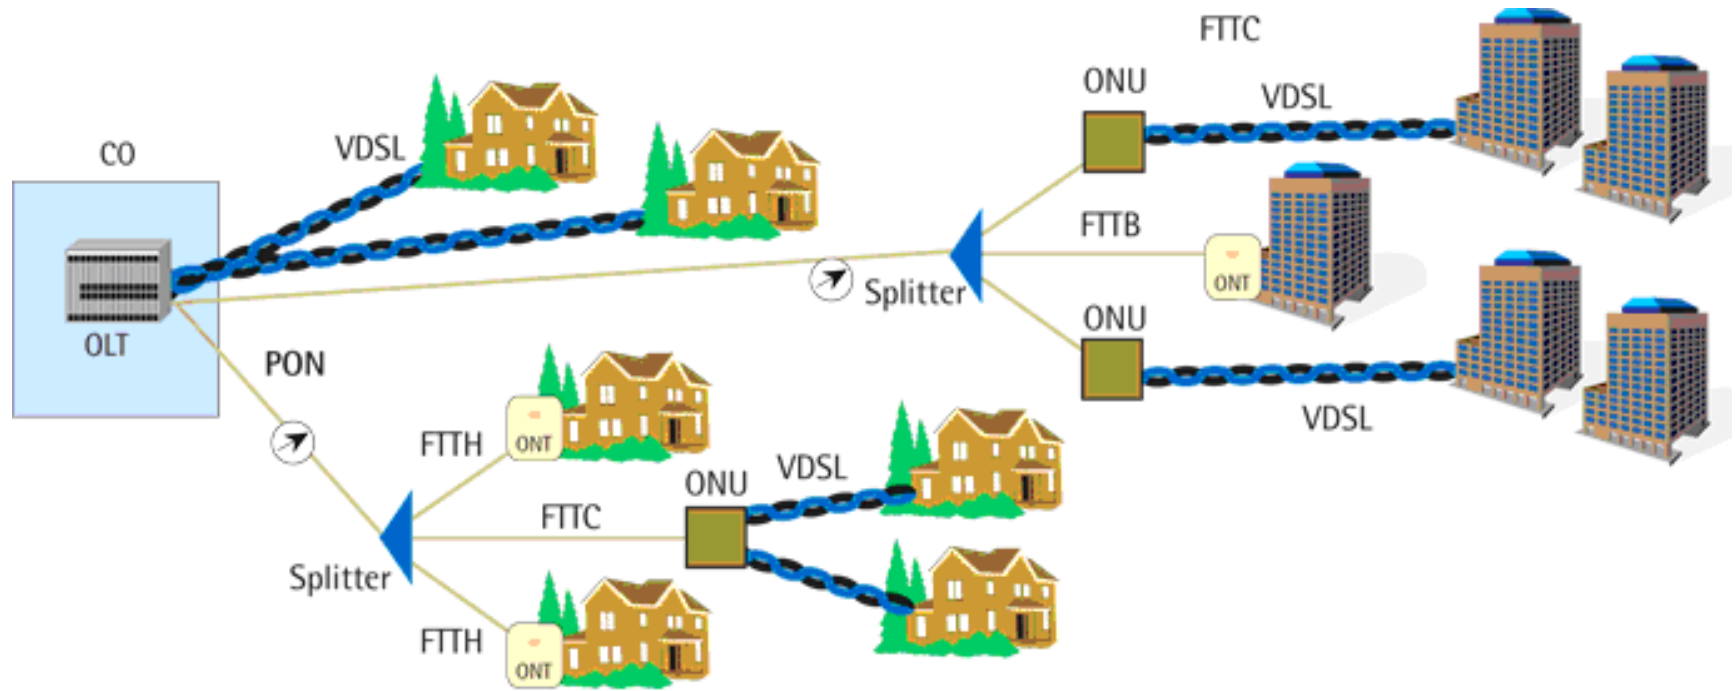 FTTC
ONU
VDSL
CO
VDSL
FTTB
ONT
Splitter
ONU
OLT
PON
VDSL
FTTH
ONT
ONU
VDSL
FTTC
Splitter
FTTH
ONT